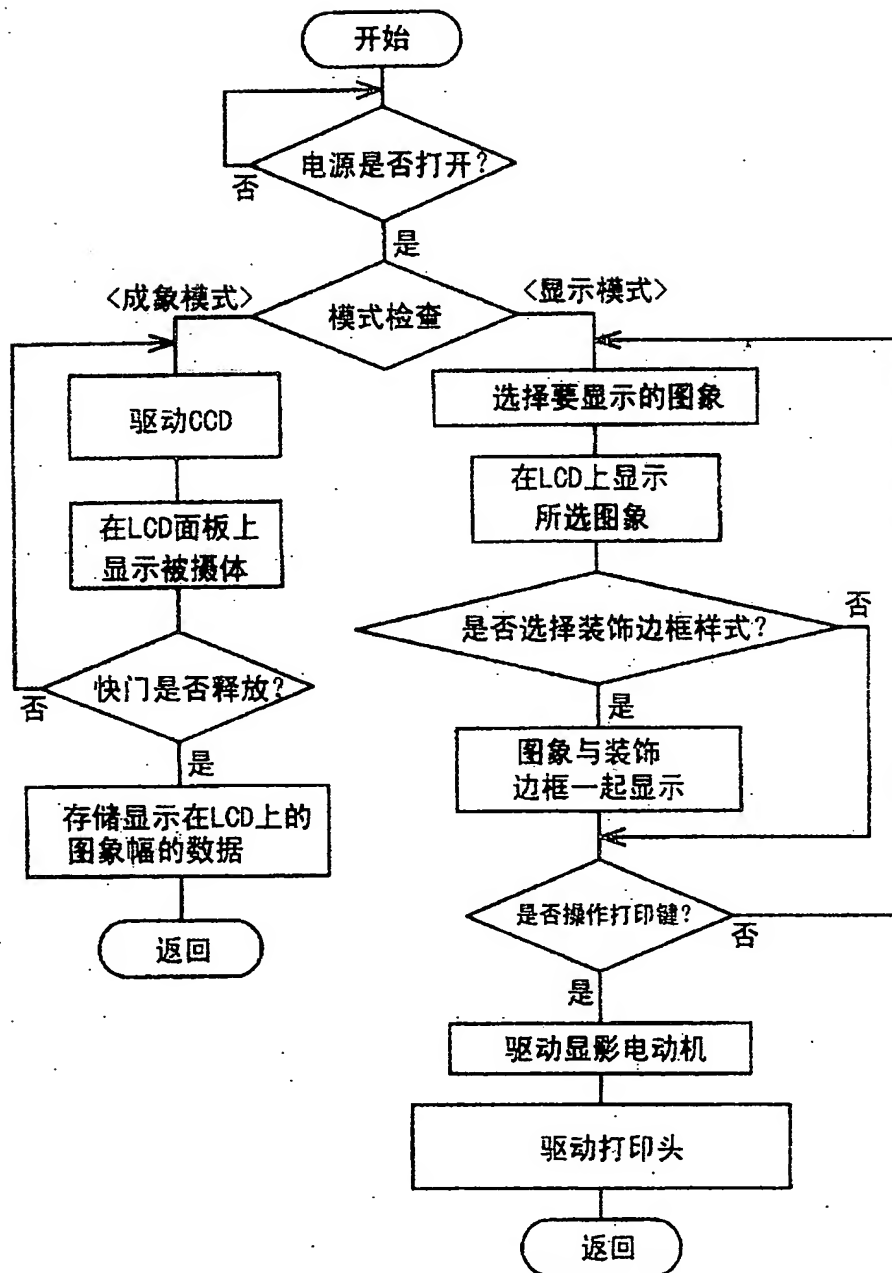 开始
电源是否打开?
否
是
<成象模式>
模式检查
<显示模式>
驱动CCD
在LCD面板上
显示被摄体
快门是否释放?
否
是
存储显示在LCD上的
图象幅的数据
返回
选择要显示的图象
在LCD上显示
所选图象
是否选择装饰边框样式?
否
是
图象与装饰
边框一起显示
是否操作打印键?
否
是
驱动显影电动机
驱动打印头
返回